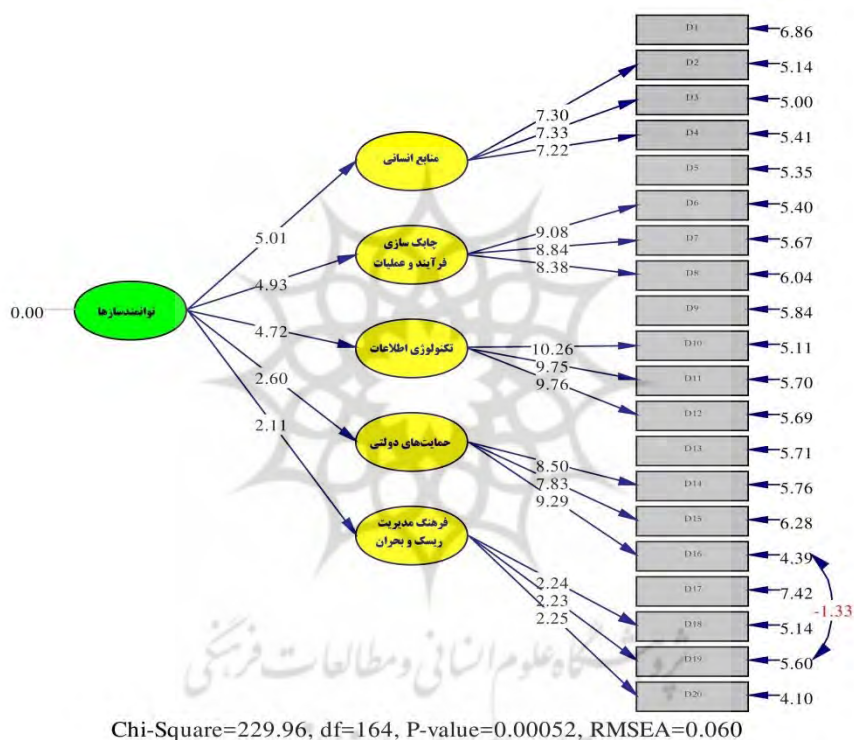 D1
6.86
D2
5.14
7.30
D3
5.00
7.33
D4
5.41
7.22
منابع انسانی
D5
5.35
D6
5.40
9.08
5.01
D7
5.67
8.84
چابک سازی
فرآیند و عملیات
8.38
D8
6.04
4.93
0.00
توانمندسازها
D9
5.84
4.72
D10
5.11
10.26
تکنولوژی اطلاعات
9.75
D11
5.70
9.76
2.60
D12
5.69
2.11
حمایت‌های دولتی
D13
5.71
8.50
D14
5.76
7.83
D15
6.28
9.29
فرهنگ مدیریت
ریسک و بحران
D16
4.39
D17
7.42
2.24
-1.33
2.23
D18
5.14
2.25
D19
5.60
پژوهشگاه علوم انسانی و مطالعات فرهنگی
D20
4.10
Chi-Square=229.96, df=164, P-value=0.00052, RMSEA=0.060